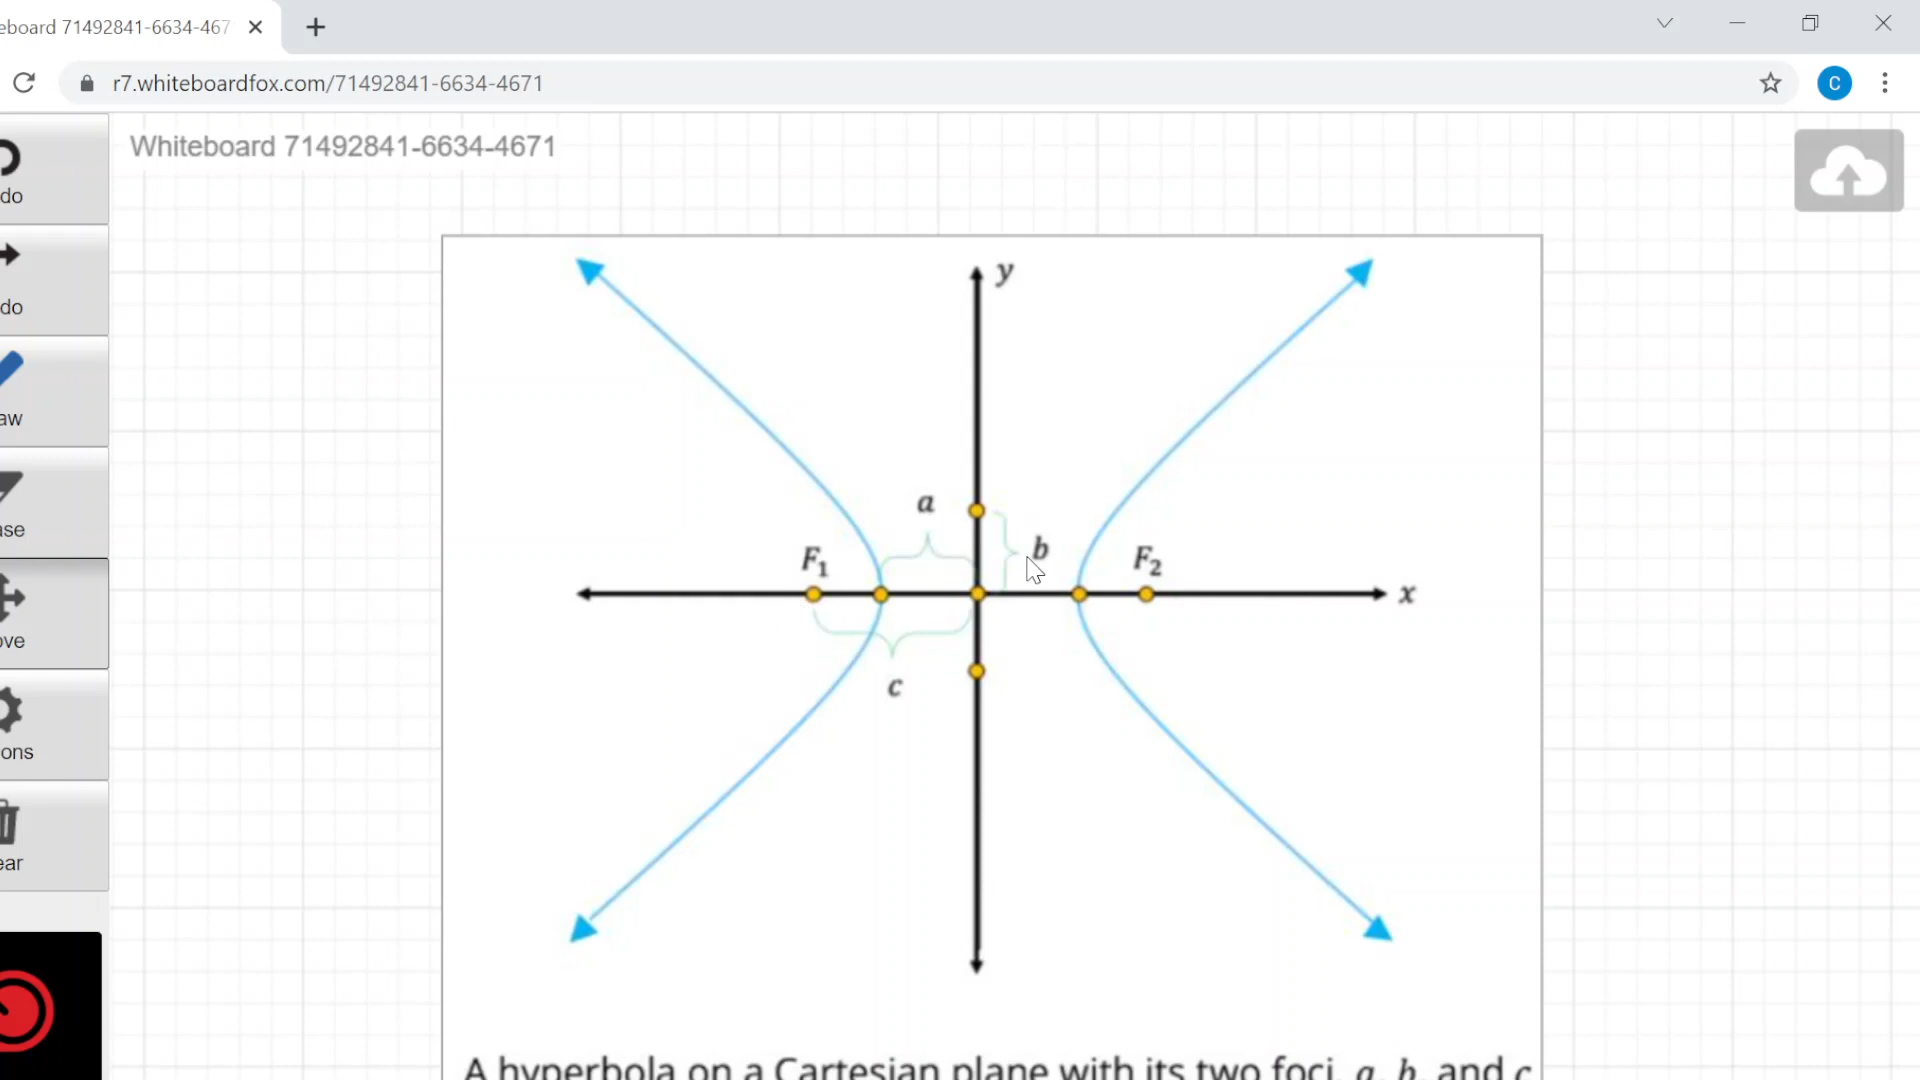 eboard 71492841-6634-467
r7.whiteboardfox.com/71492841-6634-4671
C
Whiteboard 71492841-6634-4671
do
do
aw
ase
ove
ons
ear
y
a
b
F1
F2
x
c
A hyperbola on a Cartesian plane with its two foci, a, b, and c